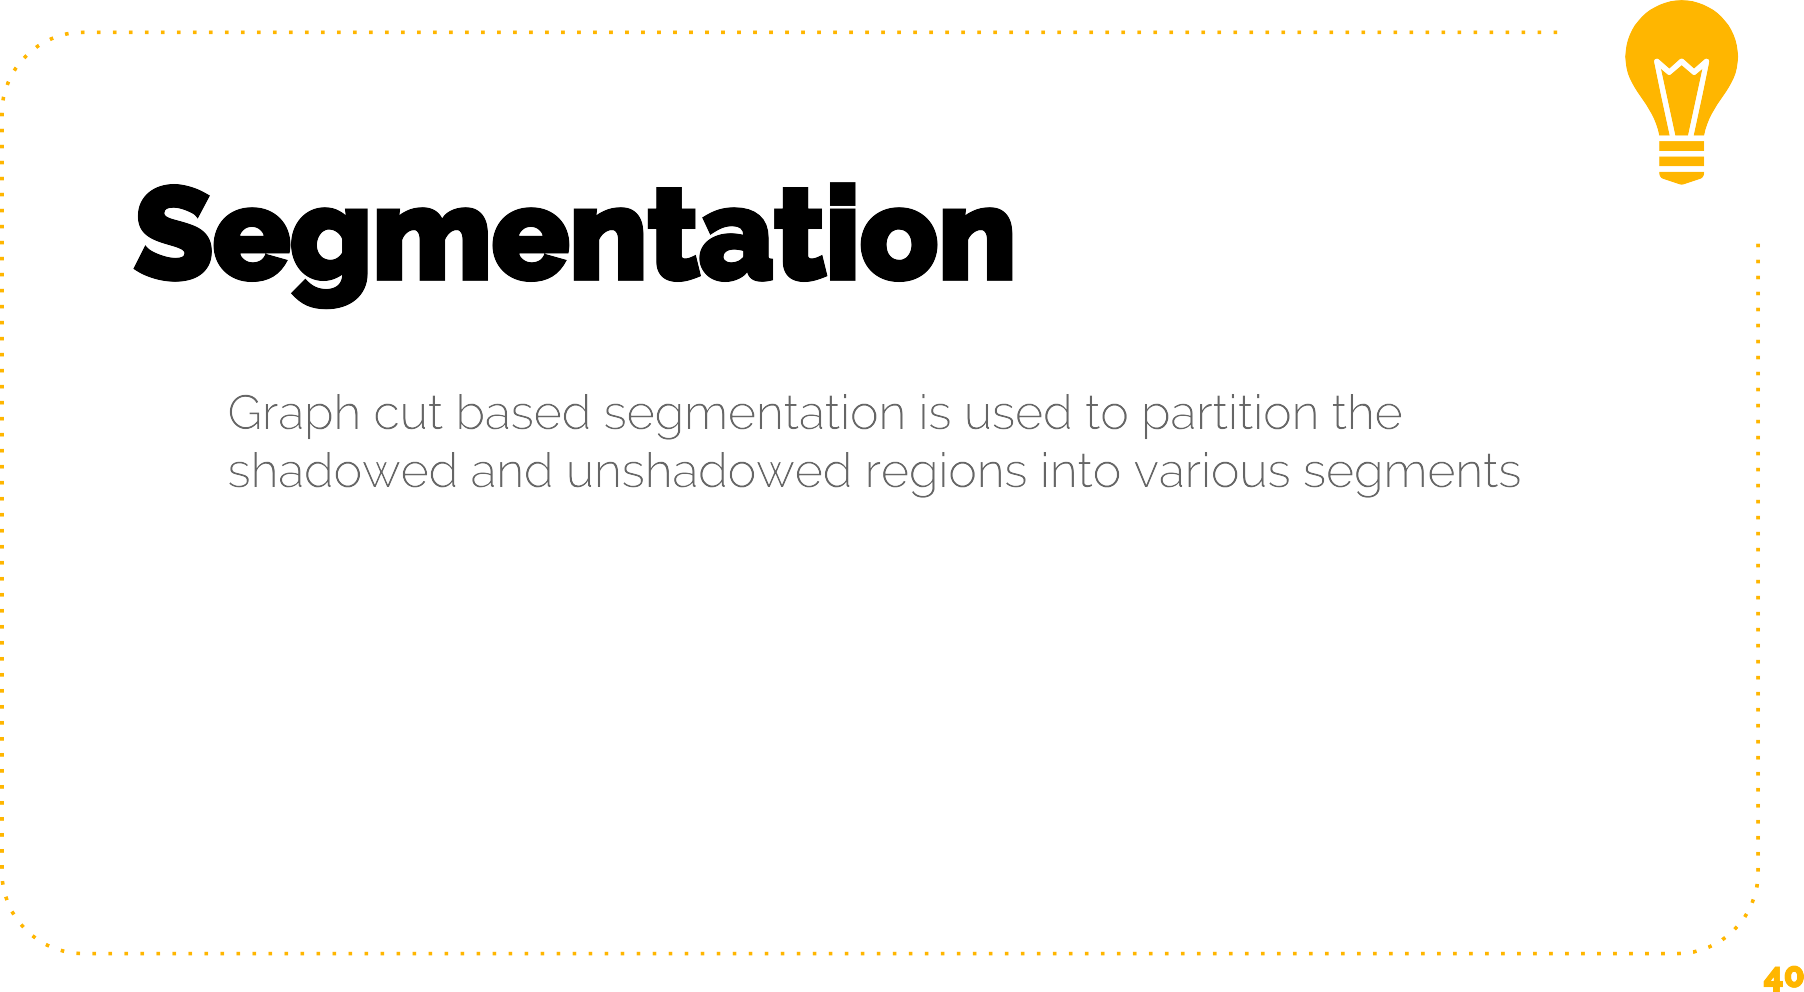 Segmentation
Graph cut based segmentation is used to partition the
shadowed and unshadowed regions into various segments
40